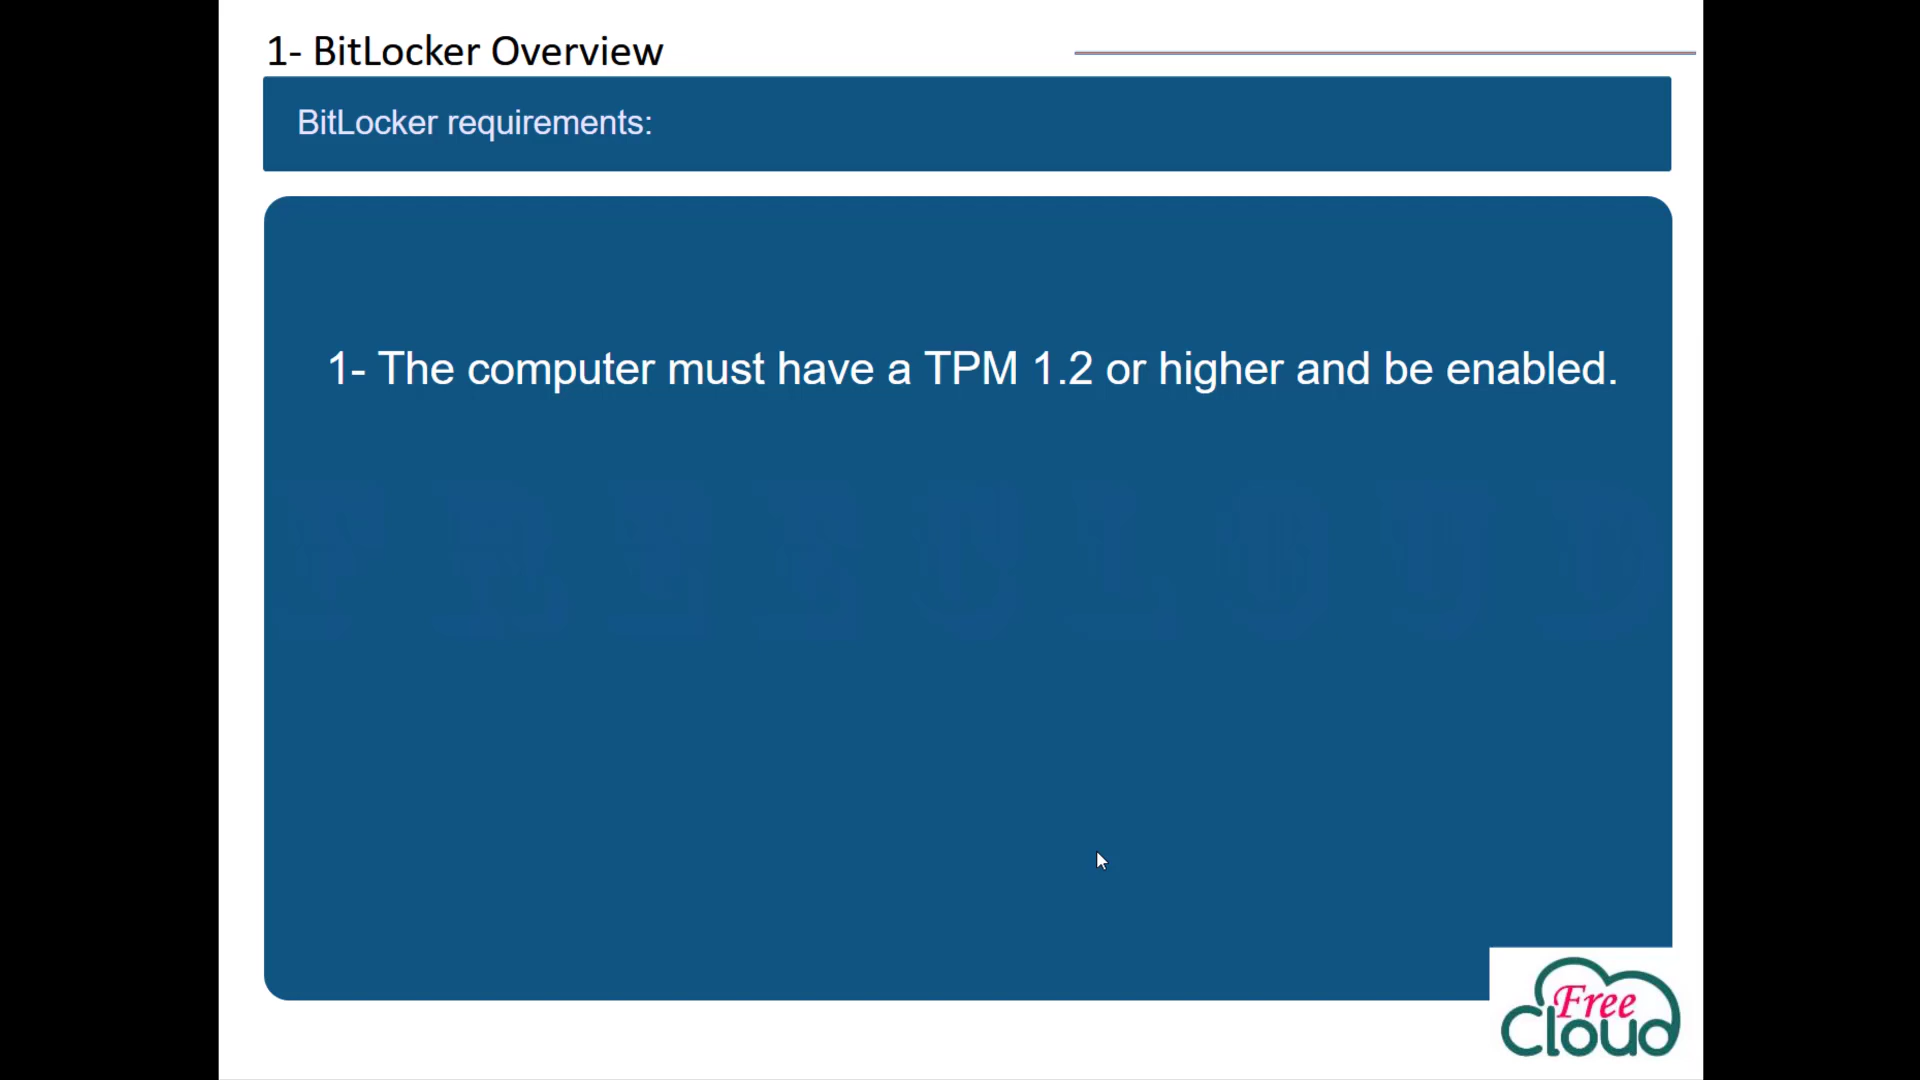 1- BitLocker Overview
BitLocker requirements:
1- The computer must have a TPM 1.2 or higher and be enabled.
FREECLOUD
Free
Cloud